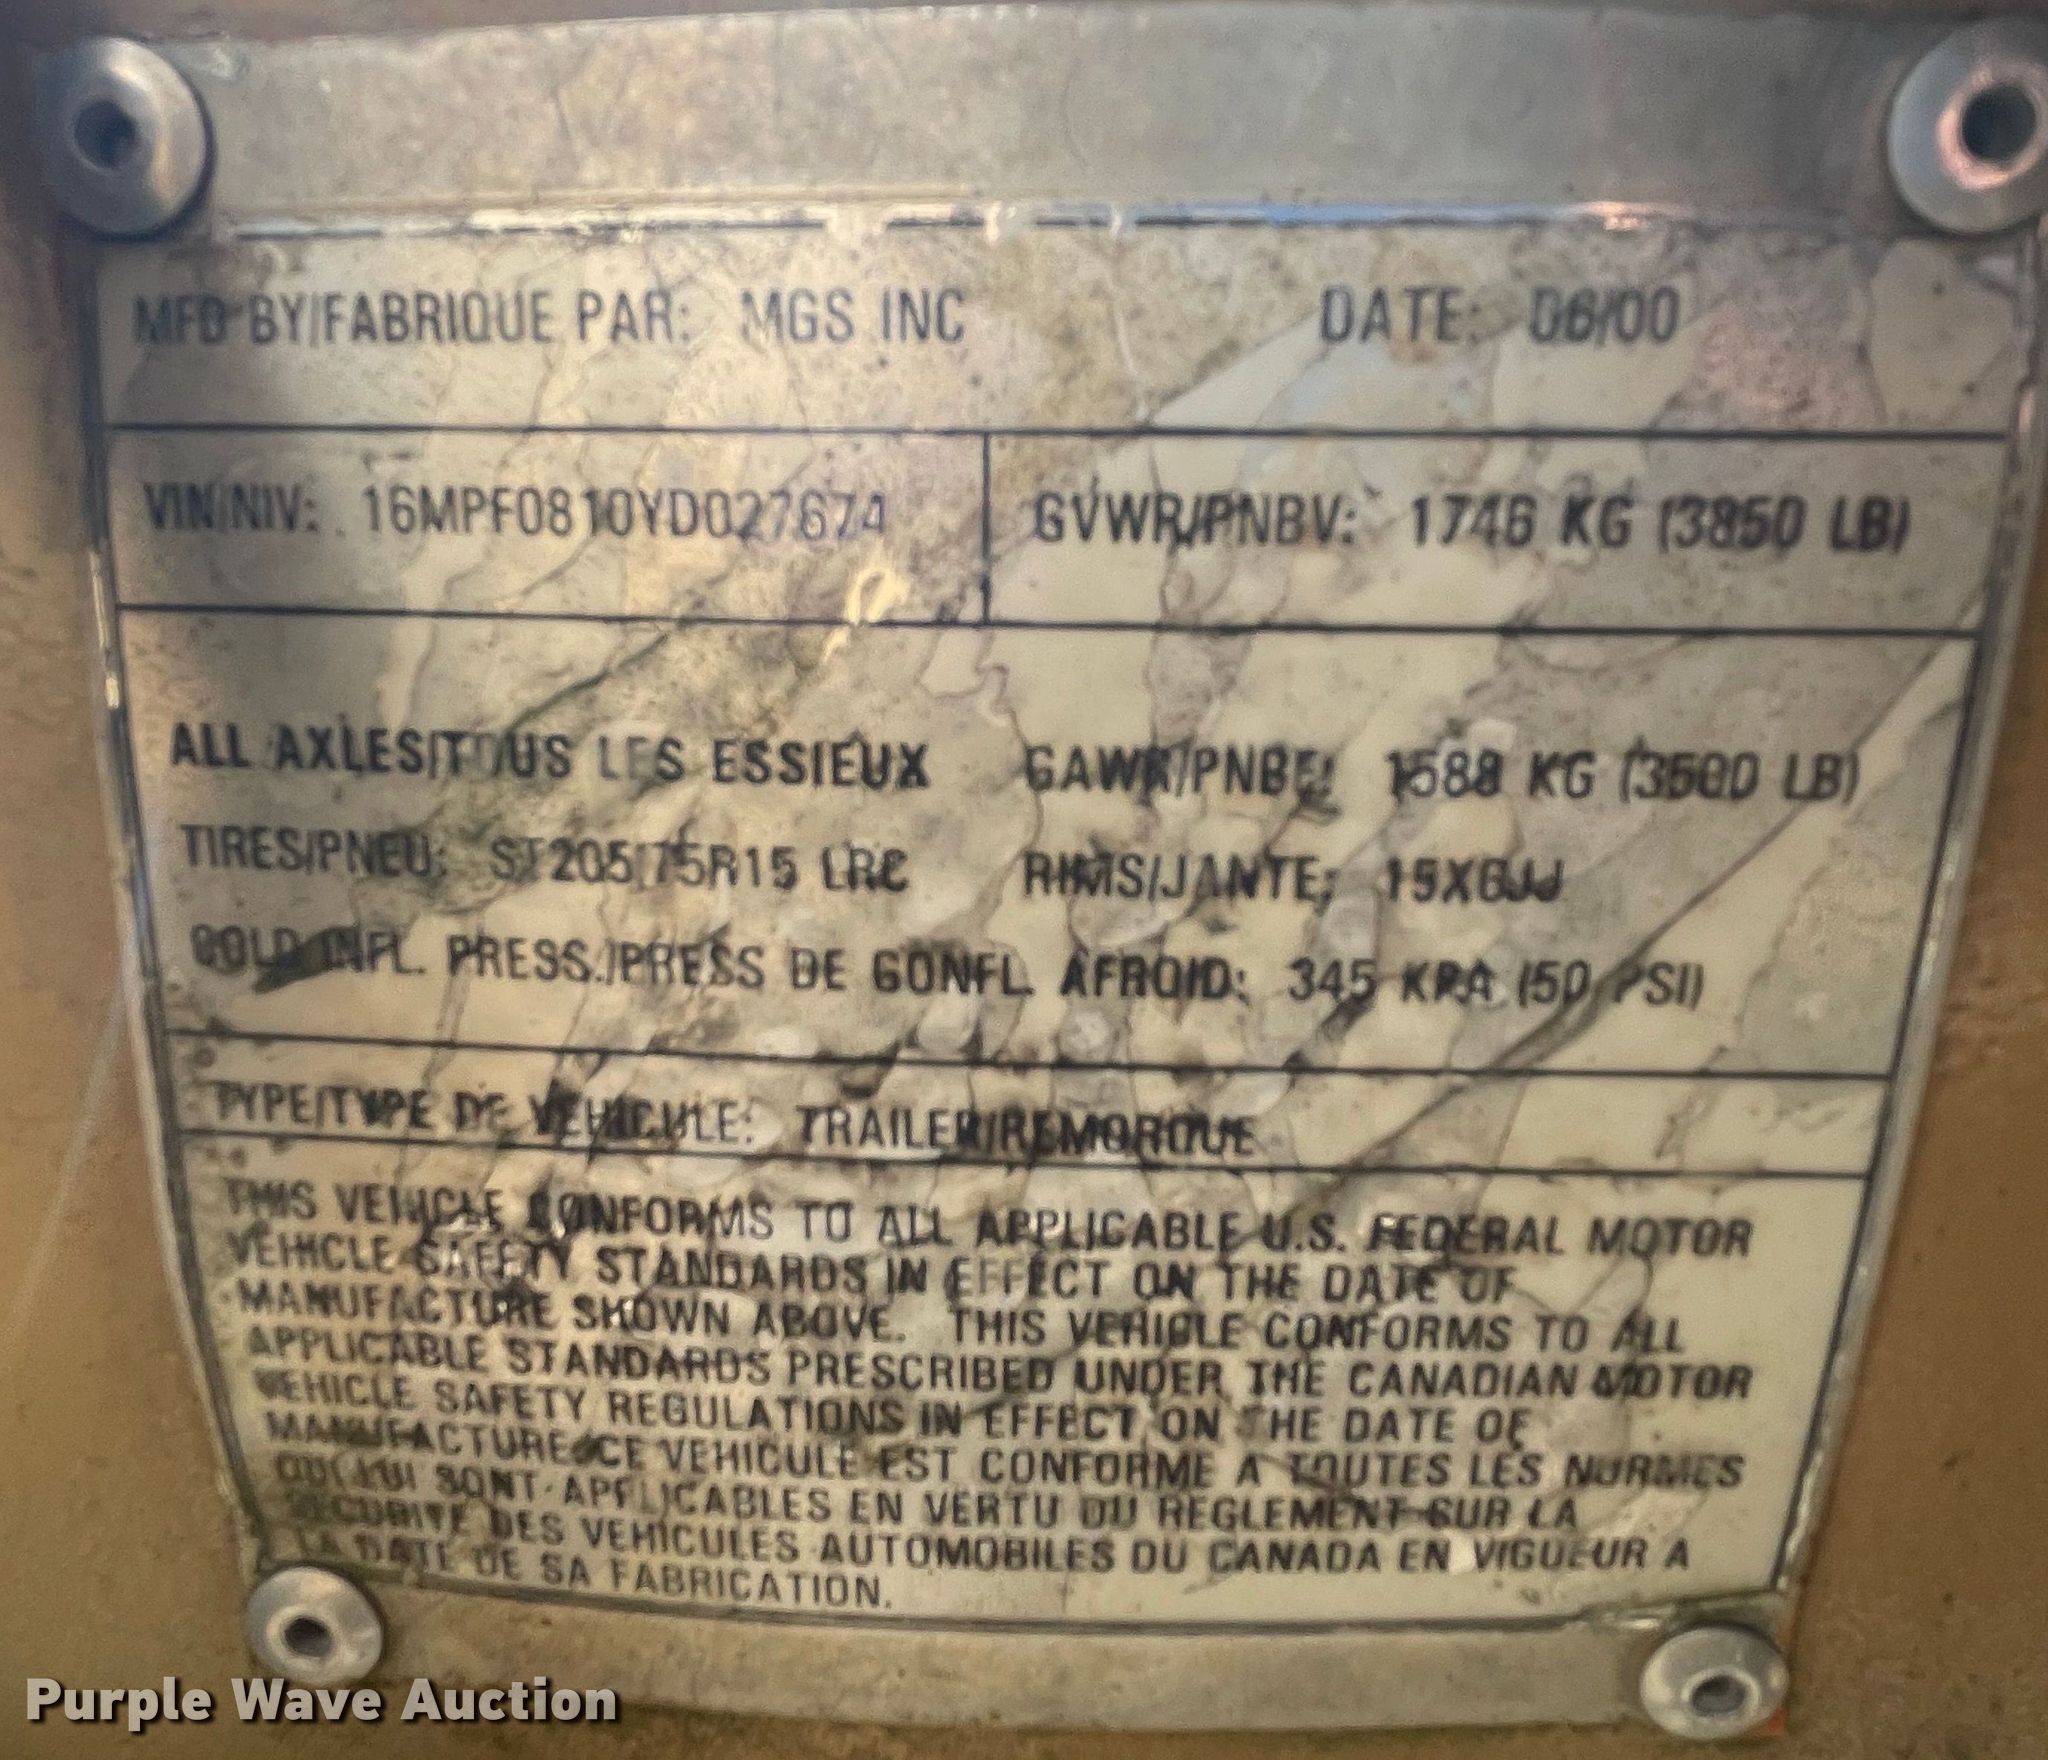 MFD BY/FABRIQUE PAR: MGS INC DATE: 06/00
VIN/NIV: 16MPF0810YD027674 GVWR/PNBV: 1746 KG (3850 LB)
ALL AXLES/TOUS LES ESSIEUX GAWR/PNBE: 1588 KG (3500 LB)
TIRES/PNEU: ST205/75R15 LRC RIMS/JANTE: 15X6JJ
COLD INFL. PRESS./PRESS DE GONFL. AFROID: 345 KPA (50 PSI)
TYPE/TYPE DE VEHICULE: TRAILER/REMORQUE
THIS VEHICLE CONFORMS TO ALL APPLICABLE U.S. FEDERAL MOTOR
VEHICLE SAFETY STANDARDS IN EFFECT ON THE DATE OF
MANUFACTURE SHOWN ABOVE. THIS VEHICLE CONFORMS TO ALL
APPLICABLE STANDARDS PRESCRIBED UNDER THE CANADIAN MOTOR
VEHICLE SAFETY REGULATIONS IN EFFECT ON THE DATE OF
MANUFACTURE/CE VEHICULE EST CONFORME A TOUTES LES NORMES
QUI LUI SONT APPLICABLES EN VERTU DU REGLEMENT SUR LA
SECURITE DES VEHICULES AUTOMOBILES DU CANADA EN VIGUEUR A
LA DATE DE SA FABRICATION.
Purple Wave Auction